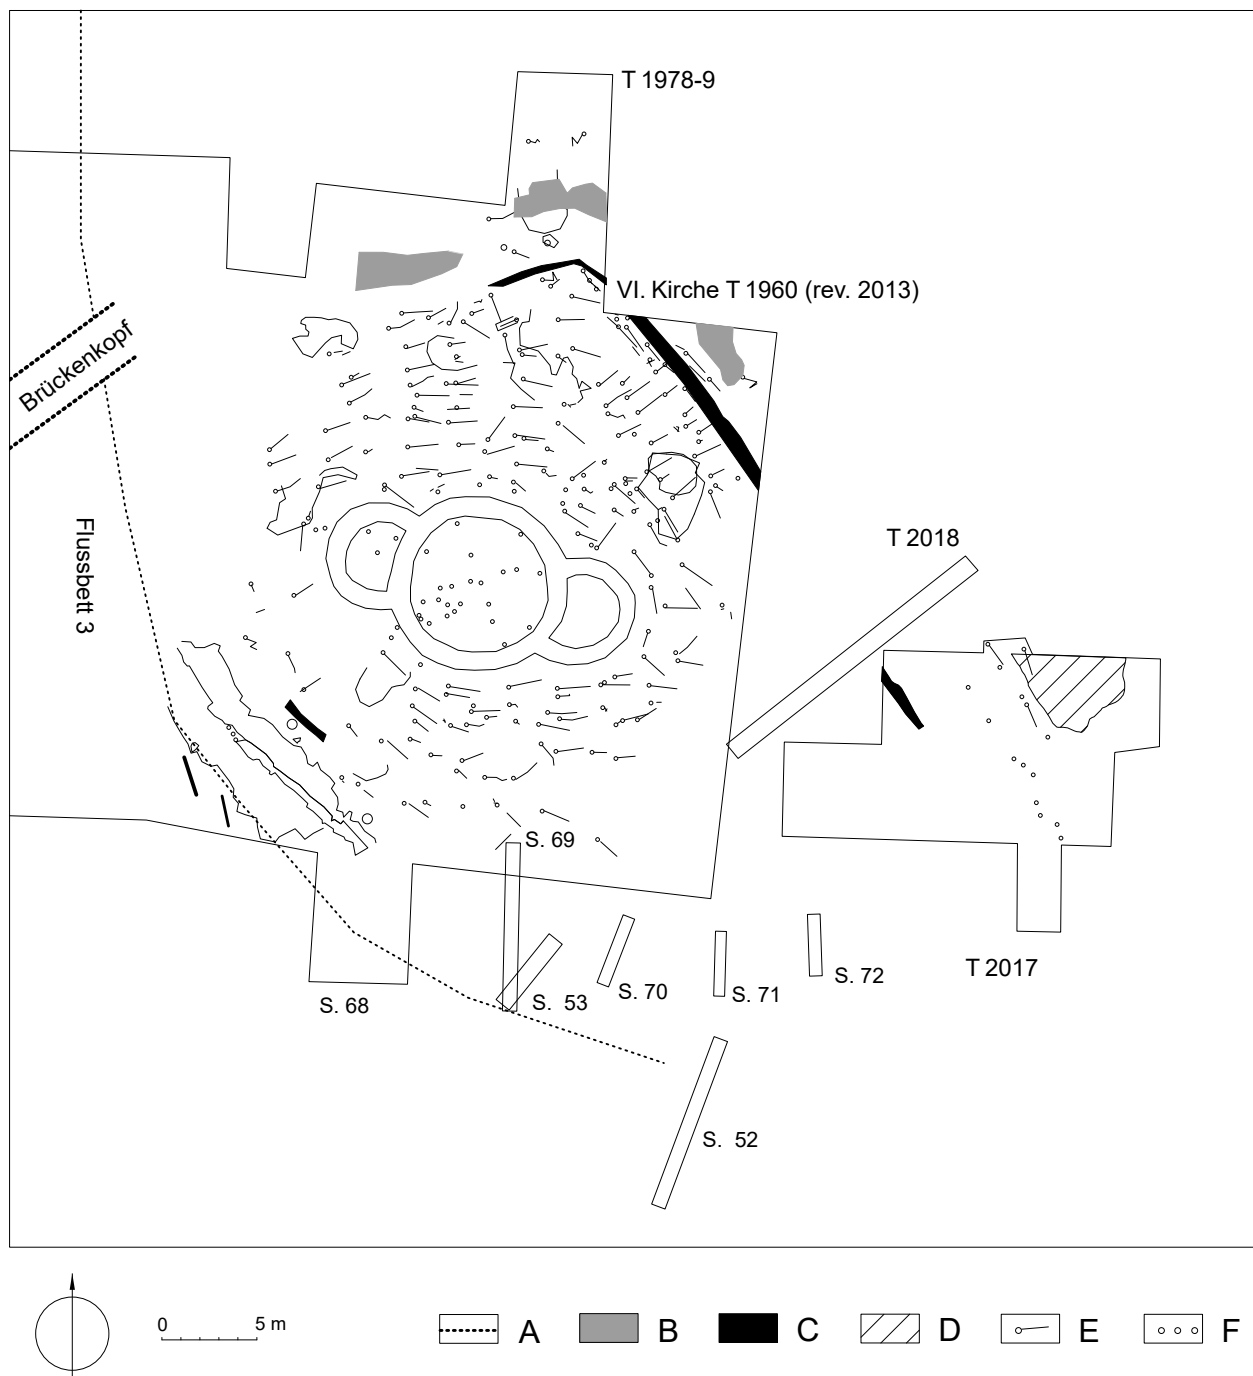 T 1978-9
VI. Kirche T 1960 (rev. 2013)
Brückenkopf
Flussbett 3
T 2018
S. 69
S. 68
S. 53
S. 70
S. 71
S. 72
T 2017
S. 52
0 5 m
A B C D E F